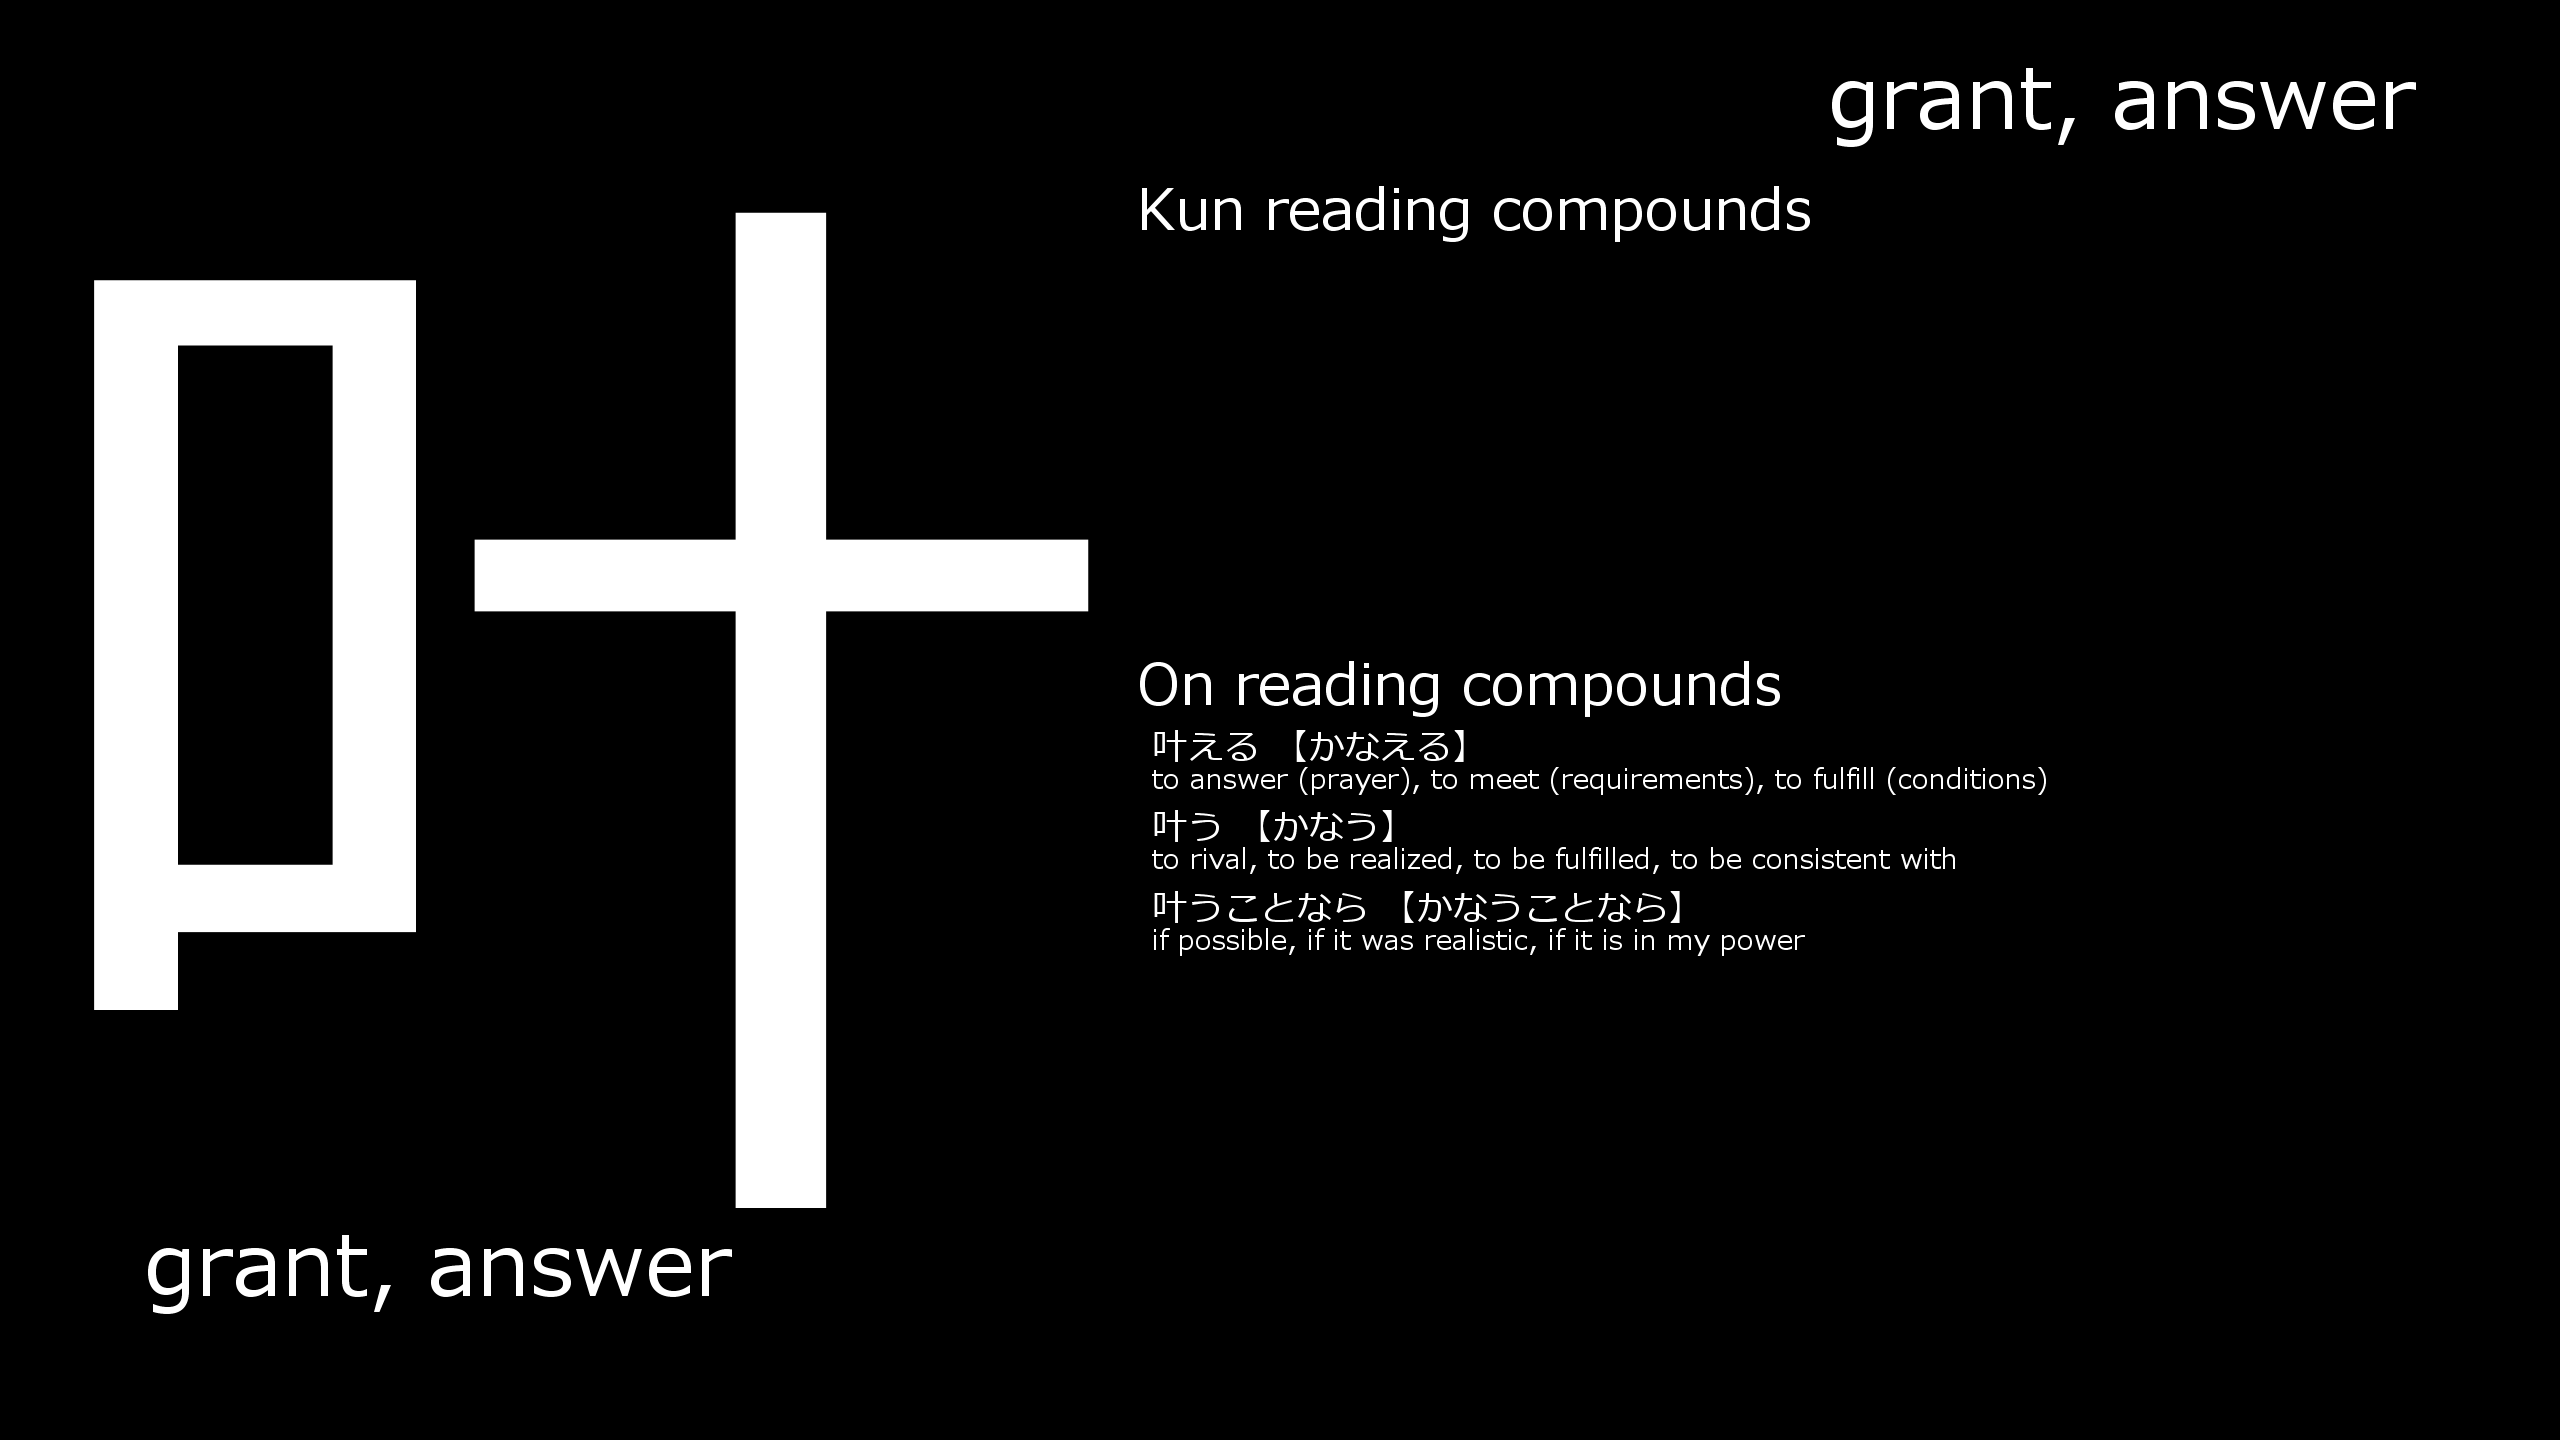 grant, answer
叶
Kun reading compounds
On reading compounds
叶える 【かなえる】
to answer (prayer), to meet (requirements), to fulfill (conditions)
叶う 【かなう】
to rival, to be realized, to be fulfilled, to be consistent with
叶うことなら 【かなうことなら】
if possible, if it was realistic, if it is in my power
grant, answer